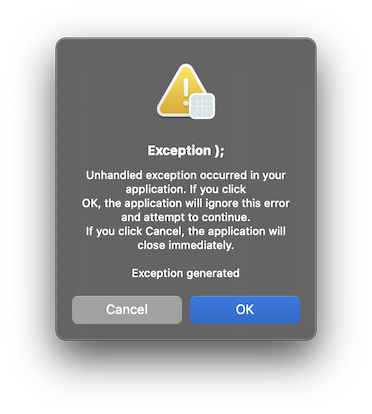 Exception );
Unhandled exception occurred in your
application. If you click
OK, the application will ignore this error
and attempt to continue.
If you click Cancel, the application will
close immediately.
Exception generated
Cancel
OK